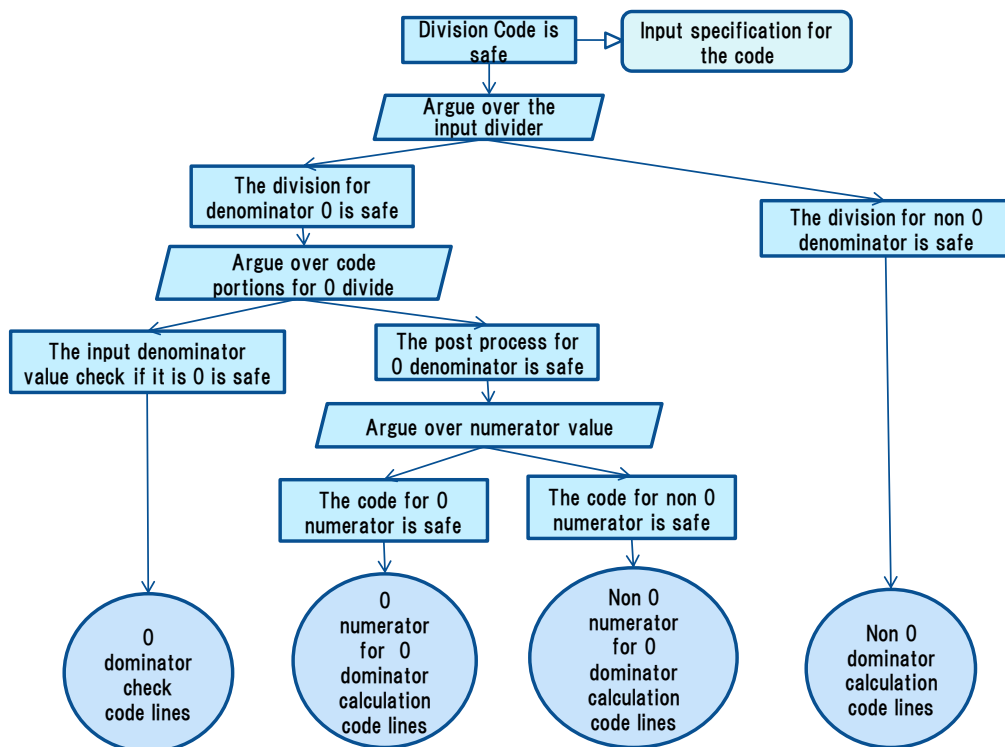 Division Code is
safe
Input specification for
the code
Argue over the
input divider
The division for
denominator 0 is safe
The division for non 0
denominator is safe
Argue over code
portions for 0 divide
The input denominator
value check if it is 0 is safe
The post process for
0 denominator is safe
Argue over numerator value
The code for 0
numerator is safe
The code for non 0
numerator is safe
0
dominator
check
code lines
0
numerator
for 0
dominator
calculation
code lines
Non 0
numerator
for 0
dominator
calculation
code lines
Non 0
dominator
calculation
code lines